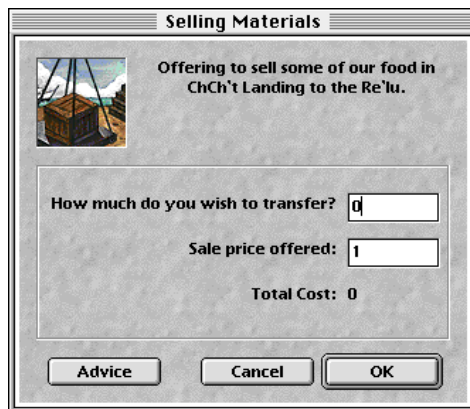 Selling Materials
Offering to sell some of our food in
ChCh't Landing to the Re'lu.
How much do you wish to transfer? 0
Sale price offered: 1
Total Cost: 0
Advice Cancel OK